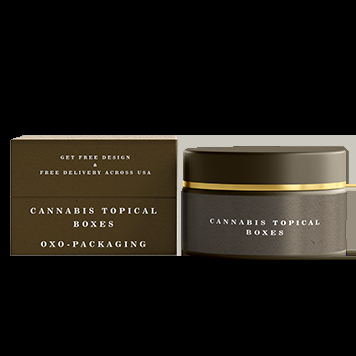 GET FREE DESIGN
&
FREE DELIVERY ACROSS USA
CANNABIS TOPICAL
BOXES
OXO-PACKAGING
CANNABIS TOPICAL
BOXES